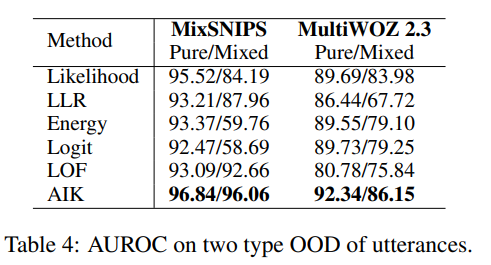 Method MixSNIPS MultiWOZ 2.3
Pure/Mixed Pure/Mixed
Likelihood 95.52/84.19 89.69/83.98
LLR 93.21/87.96 86.44/67.72
Energy 93.37/59.76 89.55/79.10
Logit 92.47/58.69 89.73/79.25
LOF 93.09/92.66 80.78/75.84
AIK 96.84/96.06 92.34/86.15
Table 4: AUROC on two type OOD of utterances.